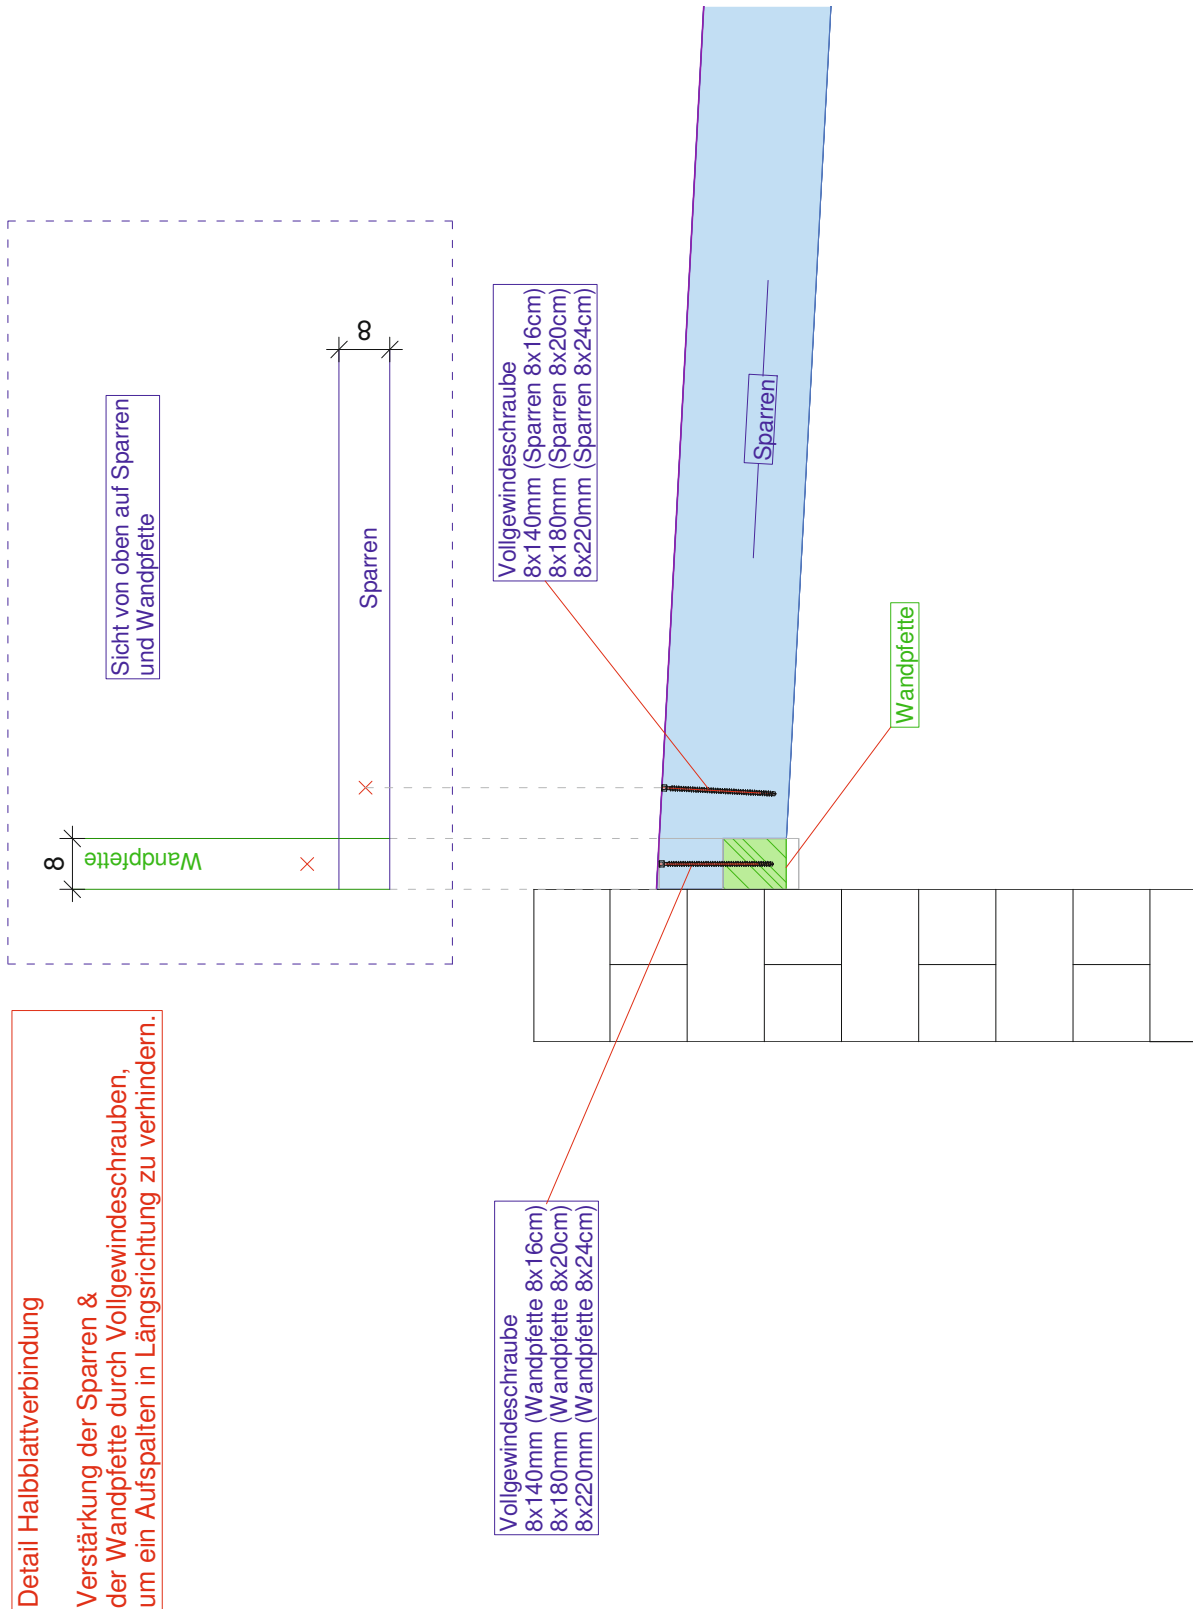 Detail Halbblattverbindung
Verstärkung der Sparren &
der Wandpfette durch Vollgewindeschrauben,
um ein Aufspalten in Längsrichtung zu verhindern.
Sicht von oben auf Sparren
und Wandpfette
8
Wandpfette
Sparren
8
Vollgewindeschraube
8x140mm (Wandpfette 8x16cm)
8x180mm (Wandpfette 8x20cm)
8x220mm (Wandpfette 8x24cm)
Vollgewindeschraube
8x140mm (Sparren 8x16cm)
8x180mm (Sparren 8x20cm)
8x220mm (Sparren 8x24cm)
Sparren
Wandpfette